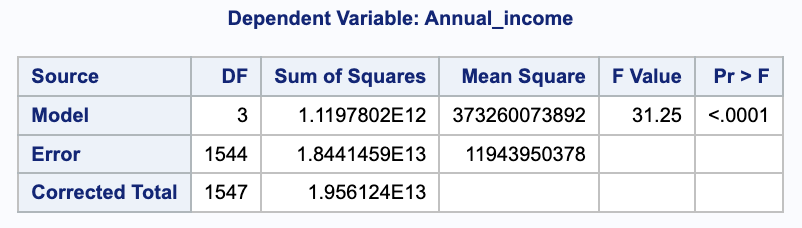 Dependent Variable: Annual_income
Source DF Sum of Squares Mean Square F Value Pr > F
Model 3 1.1197802E12 373260073892 31.25 <.0001
Error 1544 1.8441459E13 11943950378
Corrected Total 1547 1.956124E13